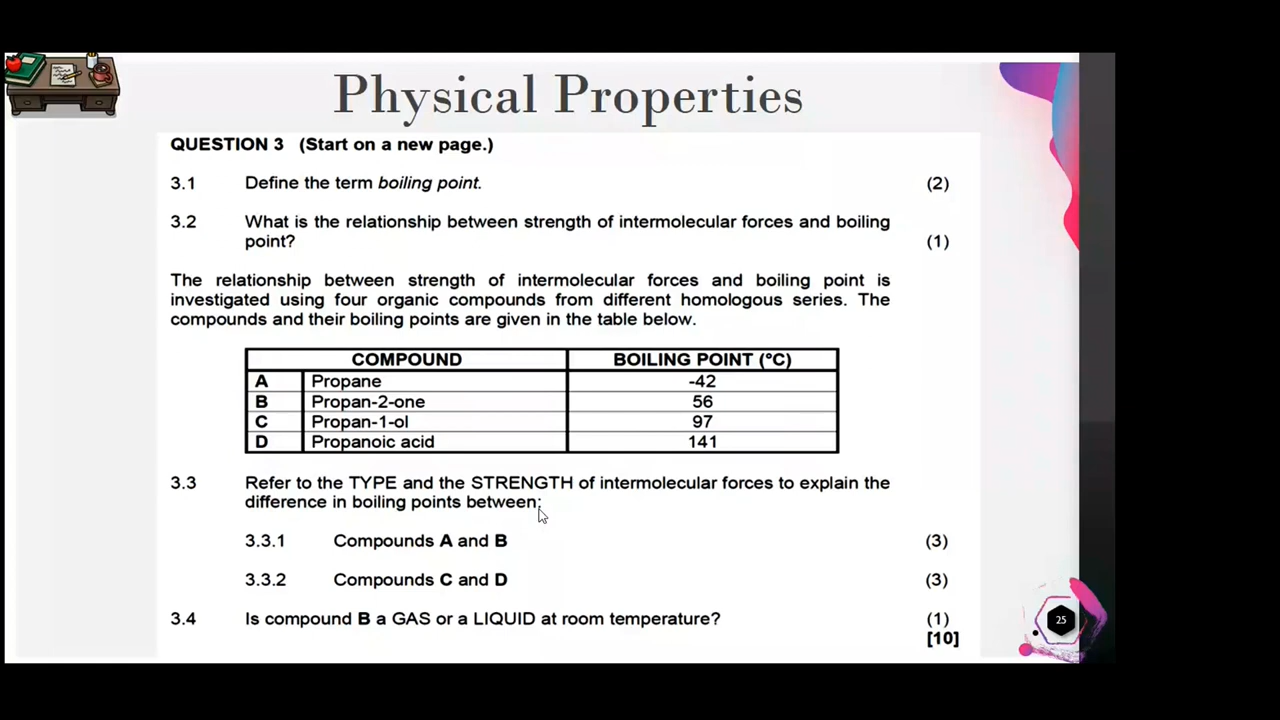 Physical Properties
QUESTION 3 (Start on a new page.)
3.1 Define the term boiling point. (2)
3.2 What is the relationship between strength of intermolecular forces and boiling
point? (1)
The relationship between strength of intermolecular forces and boiling point is
investigated using four organic compounds from different homologous series. The
compounds and their boiling points are given in the table below.
COMPOUND BOILING POINT (°C)
A Propane -42
B Propan-2-one 56
C Propan-1-ol 97
D Propanoic acid 141
3.3 Refer to the TYPE and the STRENGTH of intermolecular forces to explain the
difference in boiling points between:
3.3.1 Compounds A and B (3)
3.3.2 Compounds C and D (3)
3.4 Is compound B a GAS or a LIQUID at room temperature? (1)
[10]
25